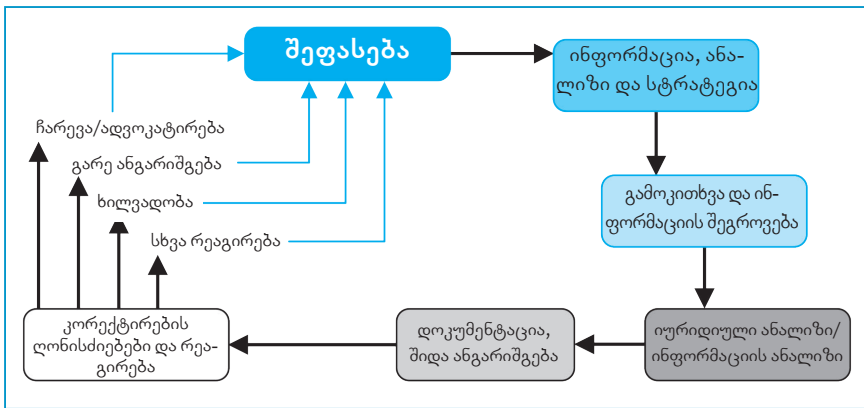 შეფასება
ინფორმაცია, ანა-
ლიზი და სტრატეგია
ჩარევა/ადვოკატირება
გარე ანგარიშგება
ხილვადობა
სხვა რეაგირება
გამოკითხვა და ინ-
ფორმაციის შეგროვება
კორექტირების
ღონისძიებები და რეა-
გირება
დოკუმენტაცია,
შიდა ანგარიშგება
იურიდიული ანალიზი/
ინფორმაციის ანალიზი